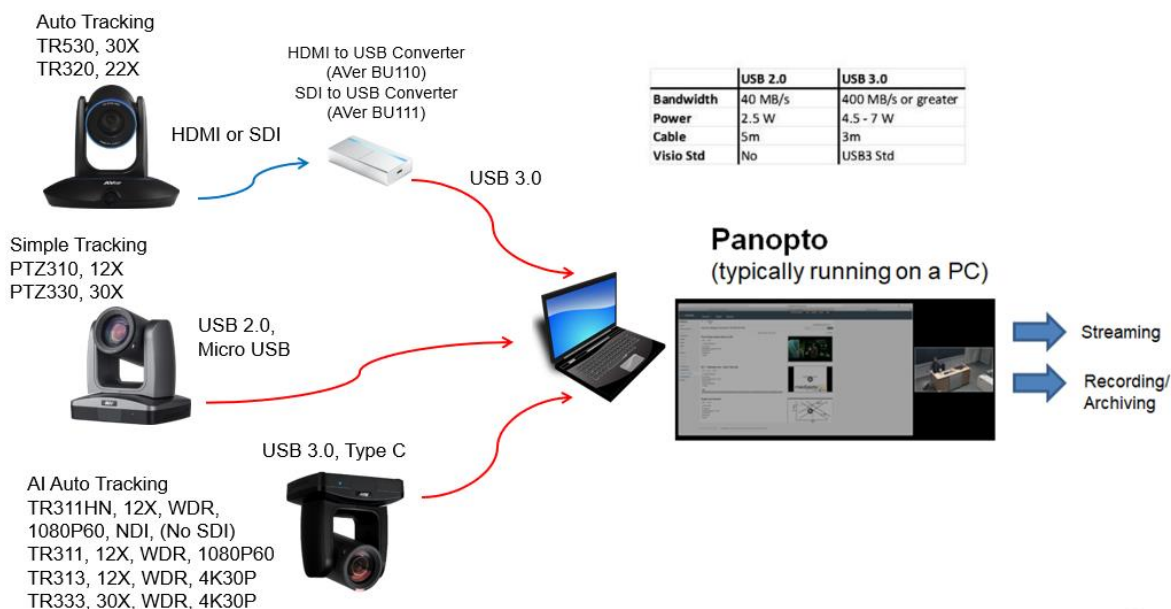 Auto Tracking
TR530, 30X
TR320, 22X
HDMI or SDI
HDMI to USB Converter
(AVer BU110)
SDI to USB Converter
(AVer BU111)
USB 3.0
USB 2.0 USB 3.0
Bandwidth 40 MB/s 400 MB/s or greater
Power 2.5 W 4.5 - 7 W
Cable 5m 3m
Visio Std No USB3 Std
Simple Tracking
PTZ310, 12X
PTZ330, 30X
USB 2.0,
Micro USB
Panopto
(typically running on a PC)
Streaming
Recording/
Archiving
USB 3.0, Type C
AI Auto Tracking
TR311HN, 12X, WDR,
1080P60, NDI, (No SDI)
TR311, 12X, WDR, 1080P60
TR313, 12X, WDR, 4K30P
TR333, 30X, WDR, 4K30P